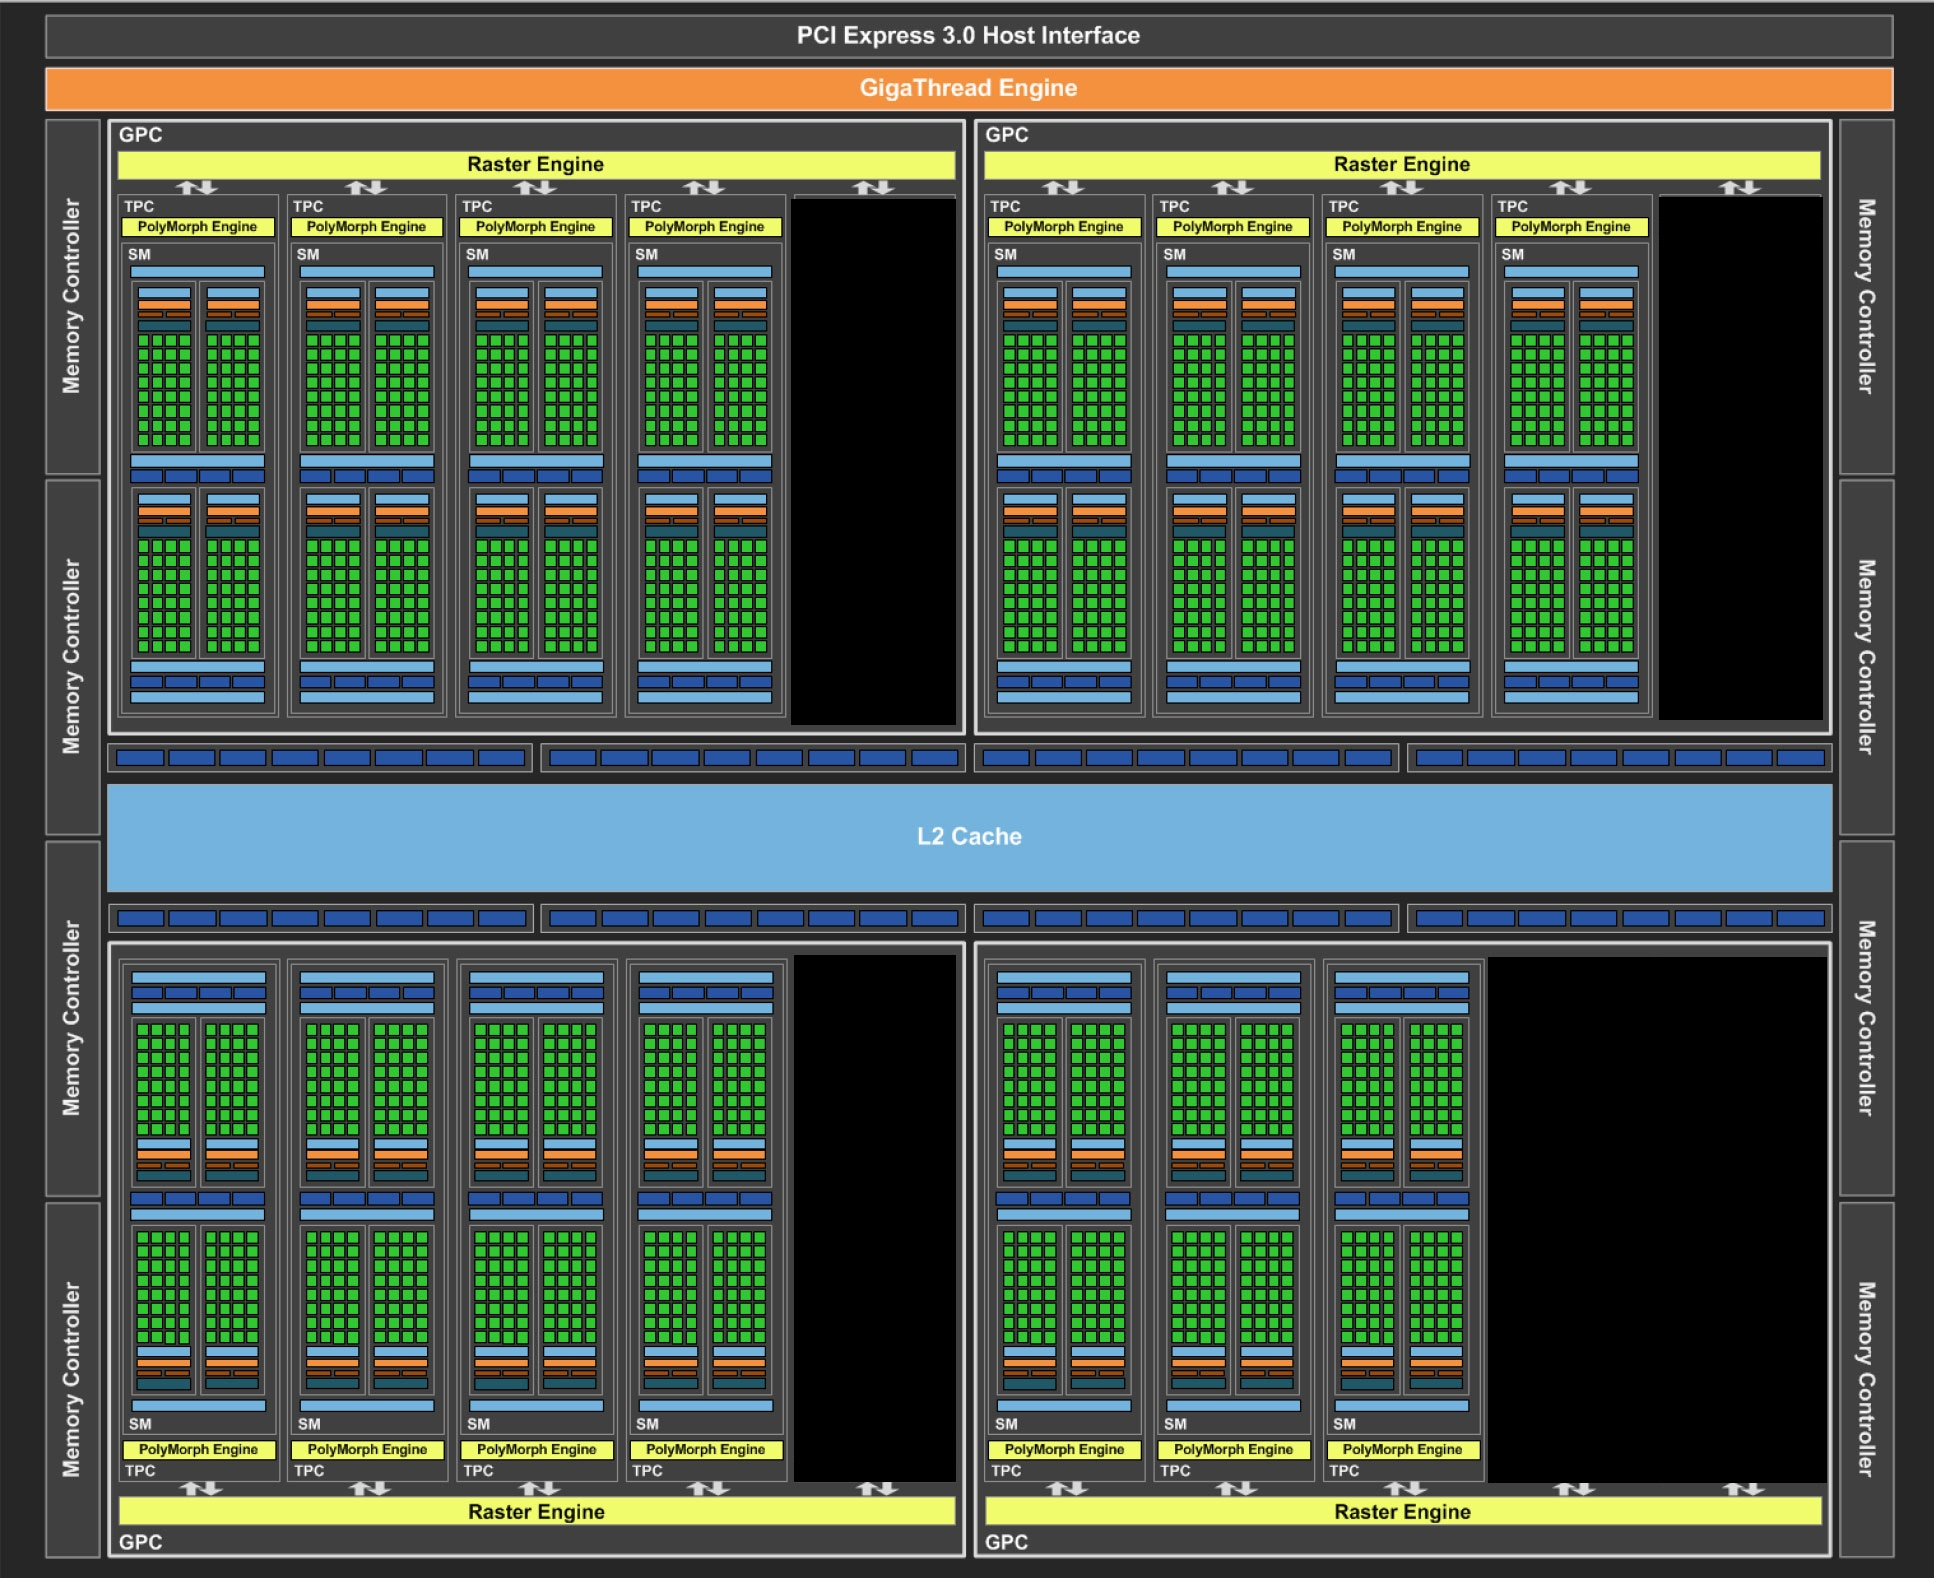 PCI Express 3.0 Host Interface
GigaThread Engine
Memory Controller
Memory Controller
Memory Controller
Memory Controller
GPC
Raster Engine
TPC TPC TPC TPC
PolyMorph Engine PolyMorph Engine PolyMorph Engine PolyMorph Engine
SM SM SM SM
GPC
Raster Engine
TPC TPC TPC TPC
PolyMorph Engine PolyMorph Engine PolyMorph Engine PolyMorph Engine
SM SM SM SM
L2 Cache
SM SM SM SM
PolyMorph Engine PolyMorph Engine PolyMorph Engine PolyMorph Engine
TPC TPC TPC TPC
Raster Engine
GPC
SM SM SM
PolyMorph Engine PolyMorph Engine PolyMorph Engine
TPC TPC TPC
Raster Engine
GPC
Memory Controller
Memory Controller
Memory Controller
Memory Controller